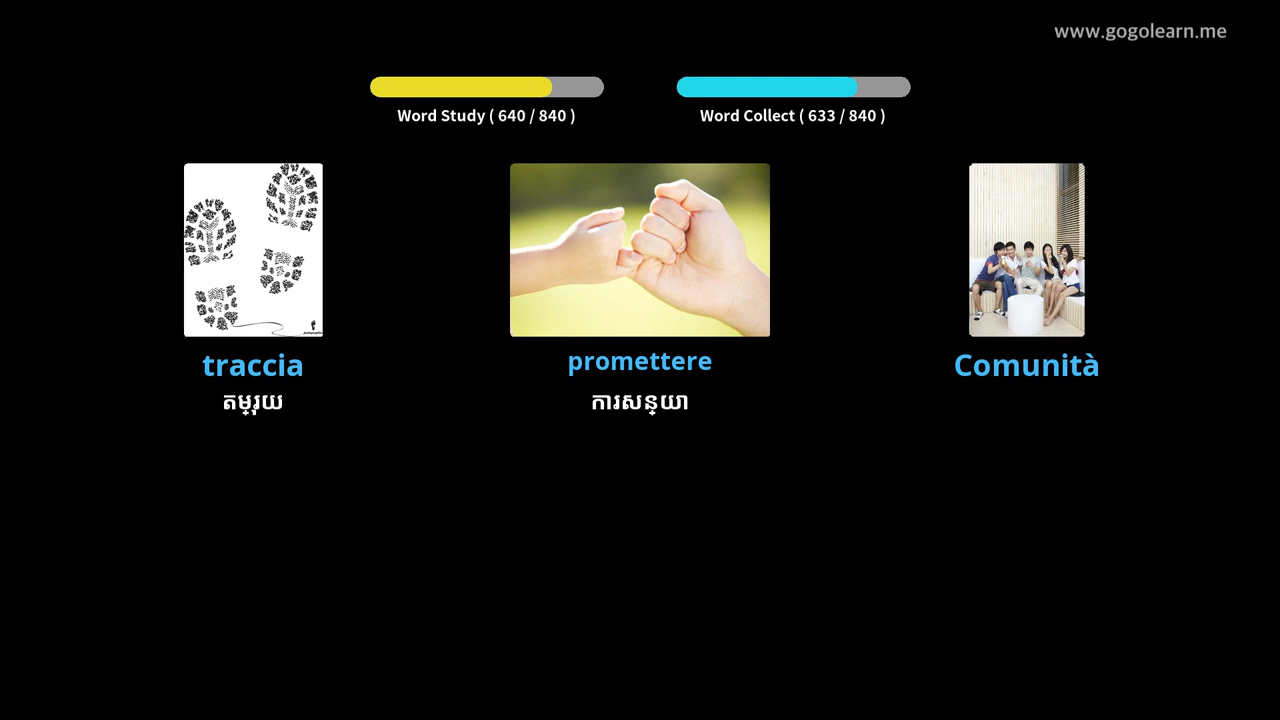 www.gogolearn.me
Word Study ( 640 / 840 )
Word Collect ( 633 / 840 )
traccia
promettere
Comunità
តម្រុយ
ការសន្យា